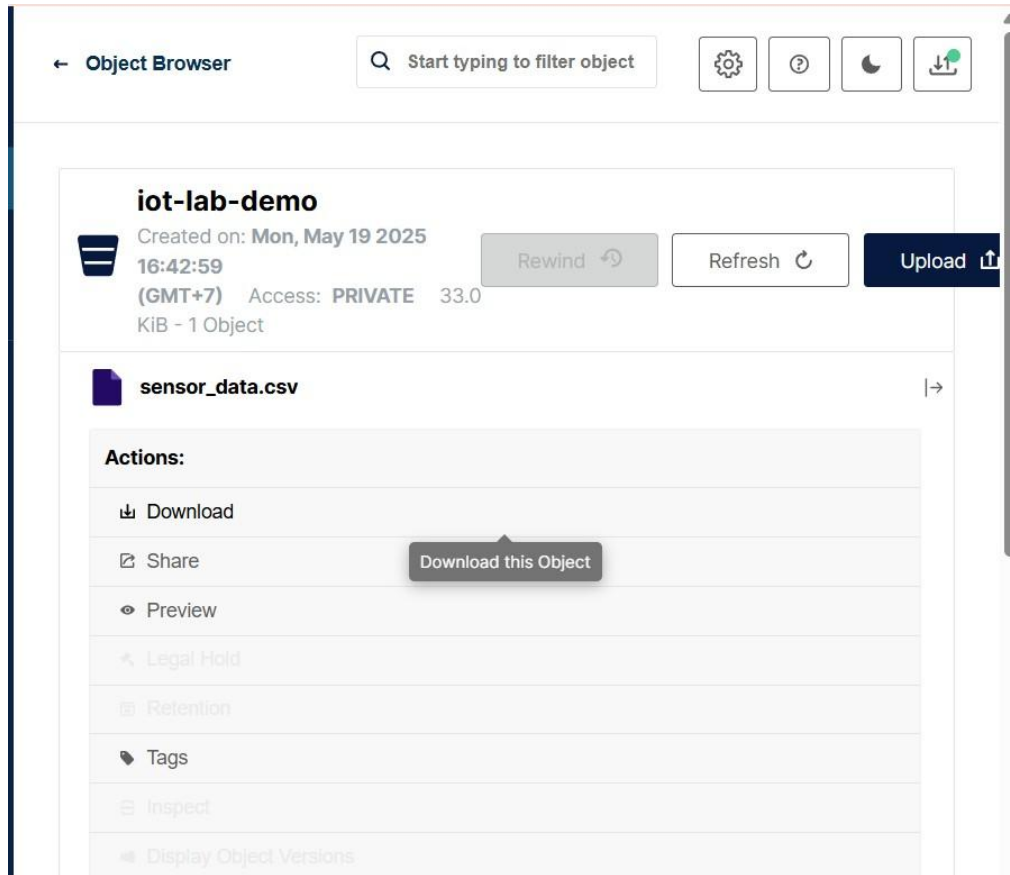 ← Object Browser
Start typing to filter object
iot-lab-demo
Created on: Mon, May 19 2025
16:42:59
(GMT+7) Access: PRIVATE 33.0
KiB - 1 Object
Rewind
Refresh
Upload
sensor_data.csv
Actions:
Download
Share
Download this Object
Preview
Legal Hold
Retention
Tags
Inspect
Display Object Versions